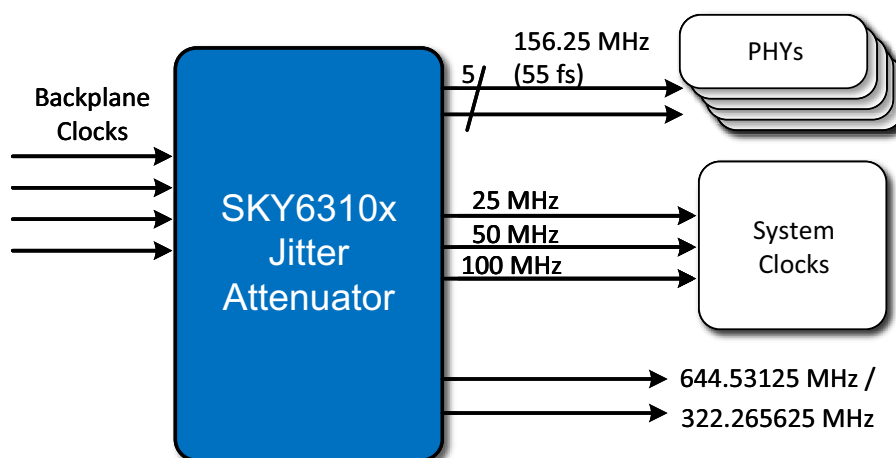 Backplane
Clocks
SKY6310x
Jitter
Attenuator
5
156.25 MHz
(55 fs)
PHYs
25 MHz
50 MHz
100 MHz
System
Clocks
644.53125 MHz /
322.265625 MHz